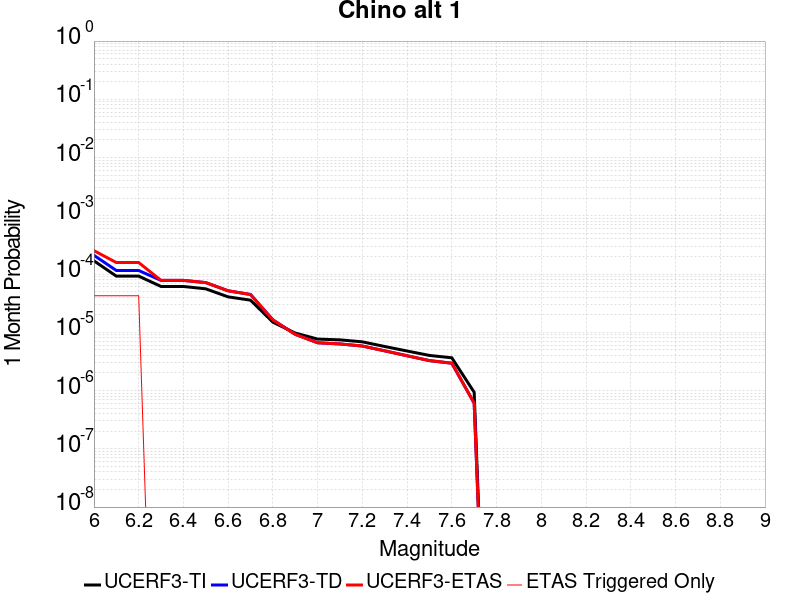 Chino alt 1
10^0
10^-1
10^-2
10^-3
10^-4
10^-5
10^-6
10^-7
10^-8
1 Month Probability
6 6.2 6.4 6.6 6.8 7 7.2 7.4 7.6 7.8 8 8.2 8.4 8.6 8.8 9
Magnitude
UCERF3-TI UCERF3-TD UCERF3-ETAS ETAS Triggered Only